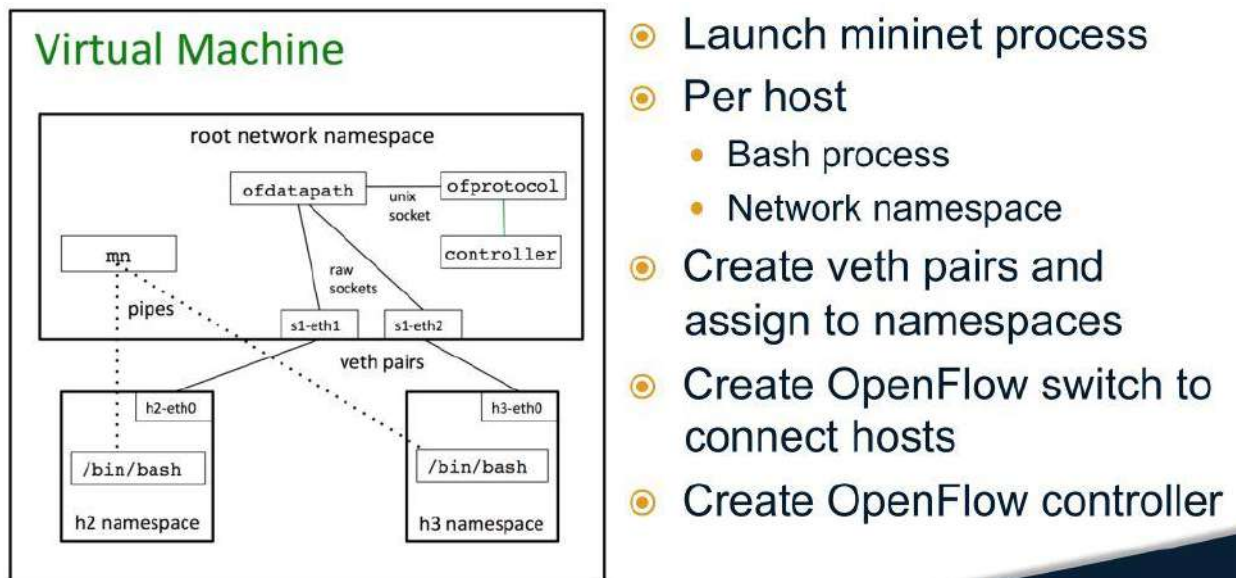 Virtual Machine
root network namespace
ofdatapath
unix
socket
ofprotocol
controller
mn
raw
sockets
pipes
s1-eth1
s1-eth2
veth pairs
h2-eth0
h3-eth0
/bin/bash
/bin/bash
h2 namespace
h3 namespace
Launch mininet process
Per host
Bash process
Network namespace
Create veth pairs and
assign to namespaces
Create OpenFlow switch to
connect hosts
Create OpenFlow controller